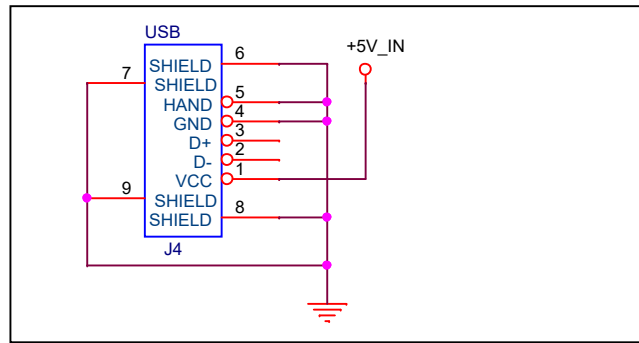 USB
+5V_IN
SHIELD 6
7 SHIELD
HAND 5
GND 4
D+ 3
D- 2
VCC 1
9 SHIELD
SHIELD 8
J4